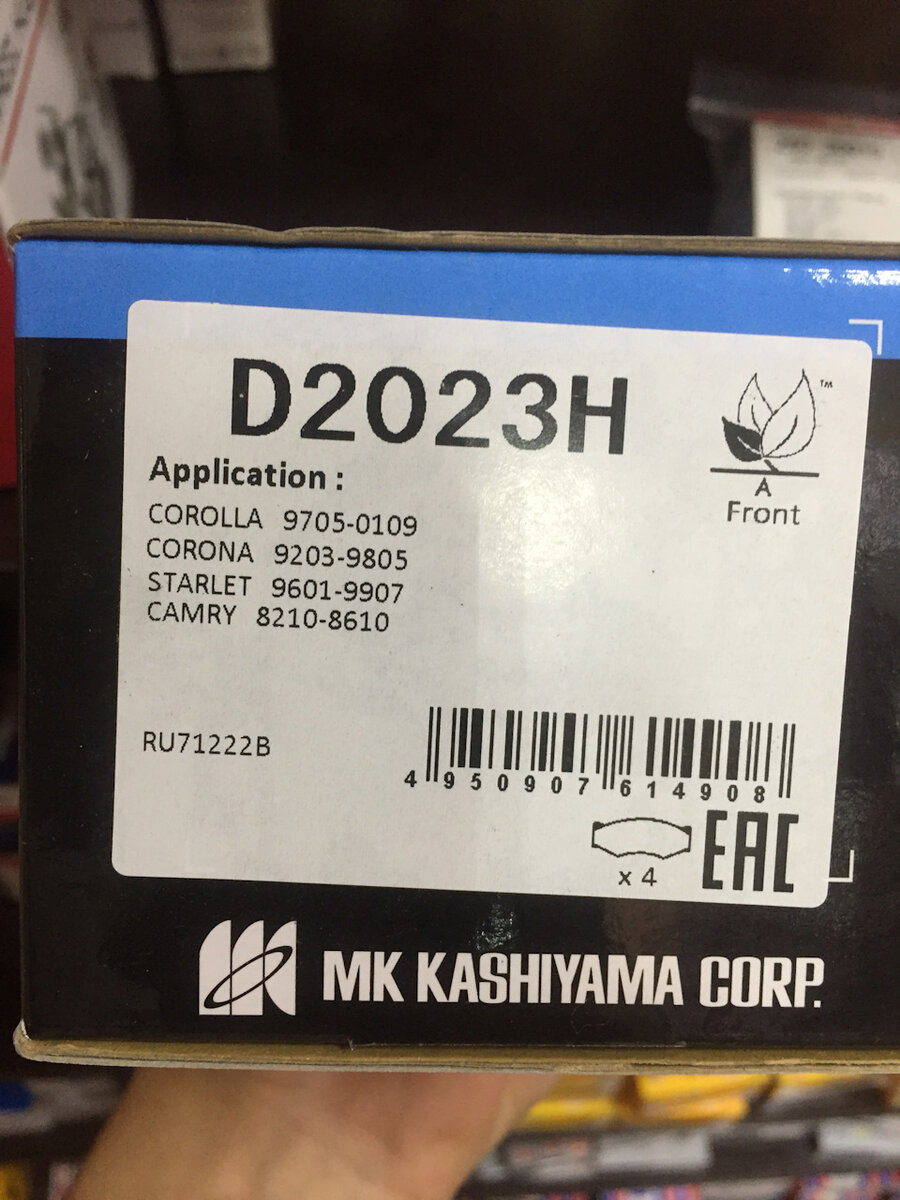 D2023H
™
A
Front
Application :
COROLLA 9705-0109
CORONA 9203-9805
STARLET 9601-9907
CAMRY 8210-8610
RU71222B
4 950907 614908
x 4
EAC
MK KASHIYAMA CORP.